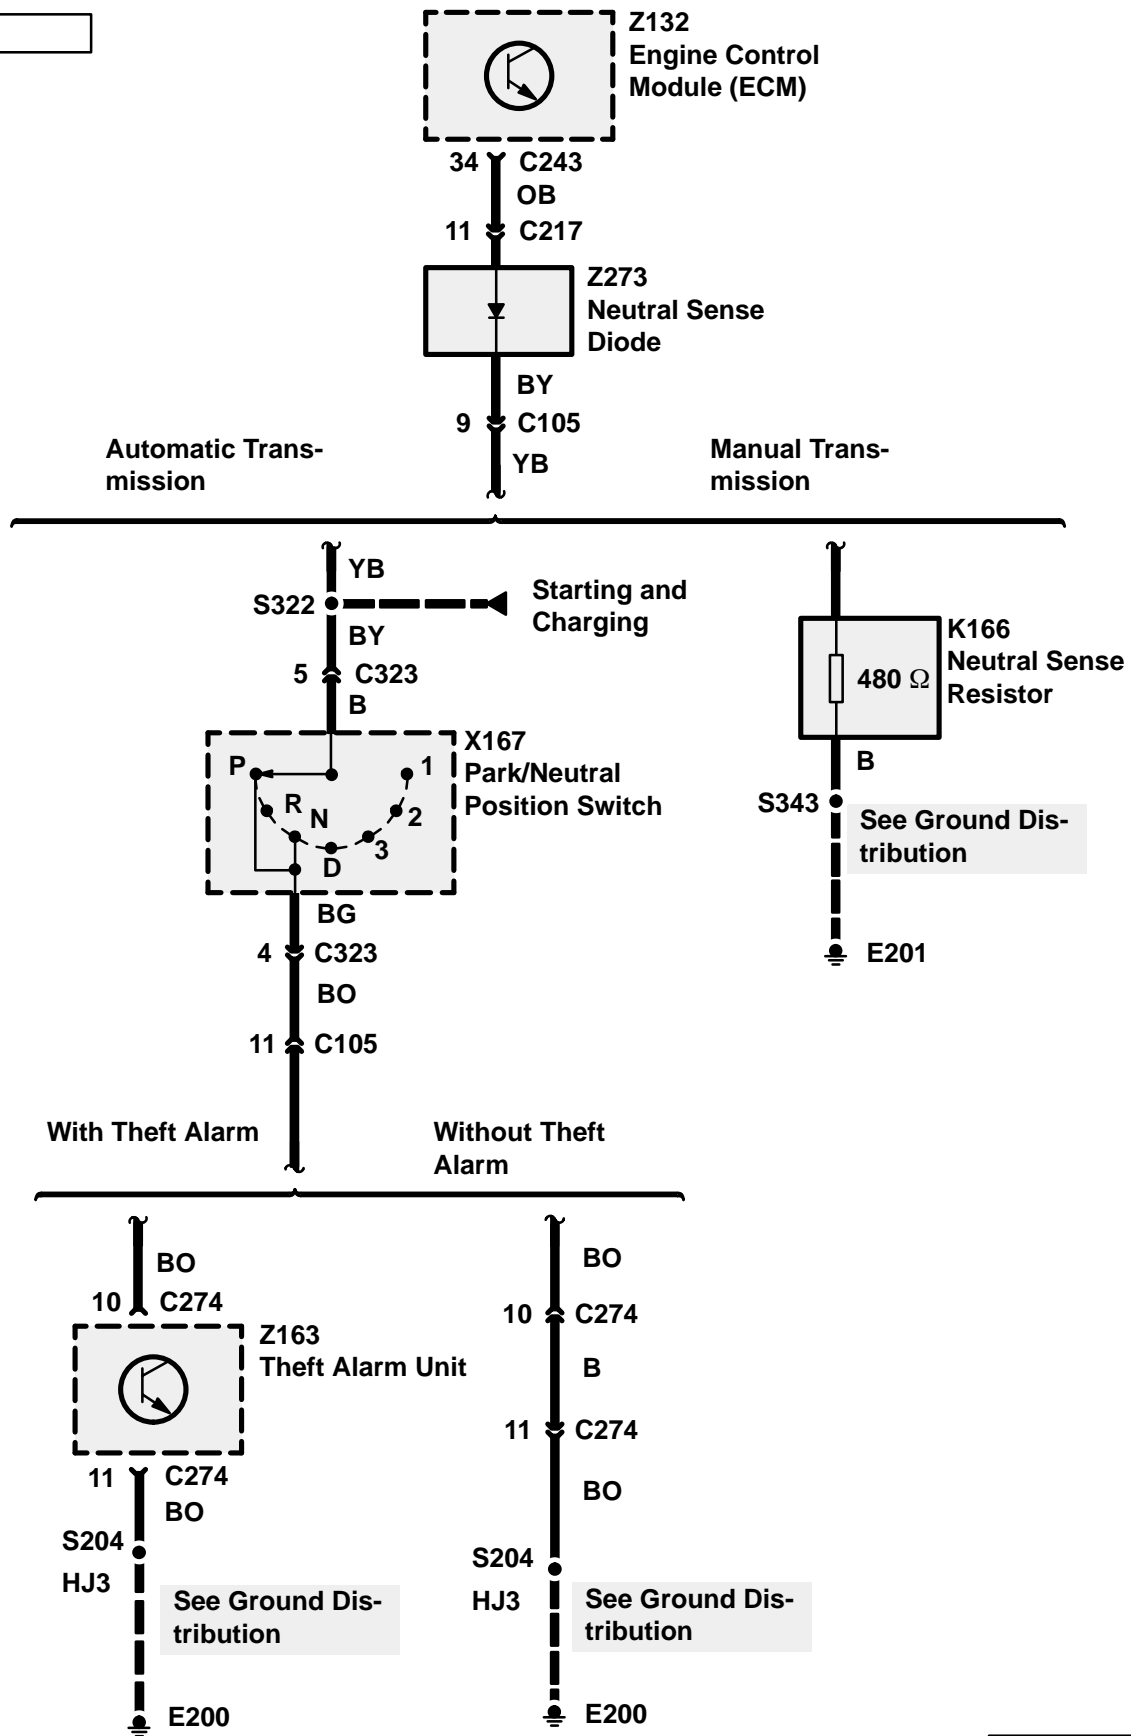 Z132
Engine Control
Module (ECM)
34 C243
OB
11 C217
Z273
Neutral Sense
Diode
BY
9 C105
YB
Automatic Trans-
mission
Manual Trans-
mission
YB
S322
Starting and
Charging
BY
5 C323
B
X167
Park/Neutral
Position Switch
P
R
N
D
3
2
1
BG
4 C323
BO
11 C105
K166
Neutral Sense
Resistor
480 Ω
B
S343
See Ground Dis-
tribution
E201
With Theft Alarm
Without Theft
Alarm
BO
10 C274
Z163
Theft Alarm Unit
11 C274
BO
S204
HJ3
See Ground Dis-
tribution
E200
BO
10 C274
B
11 C274
BO
S204
HJ3
See Ground Dis-
tribution
E200